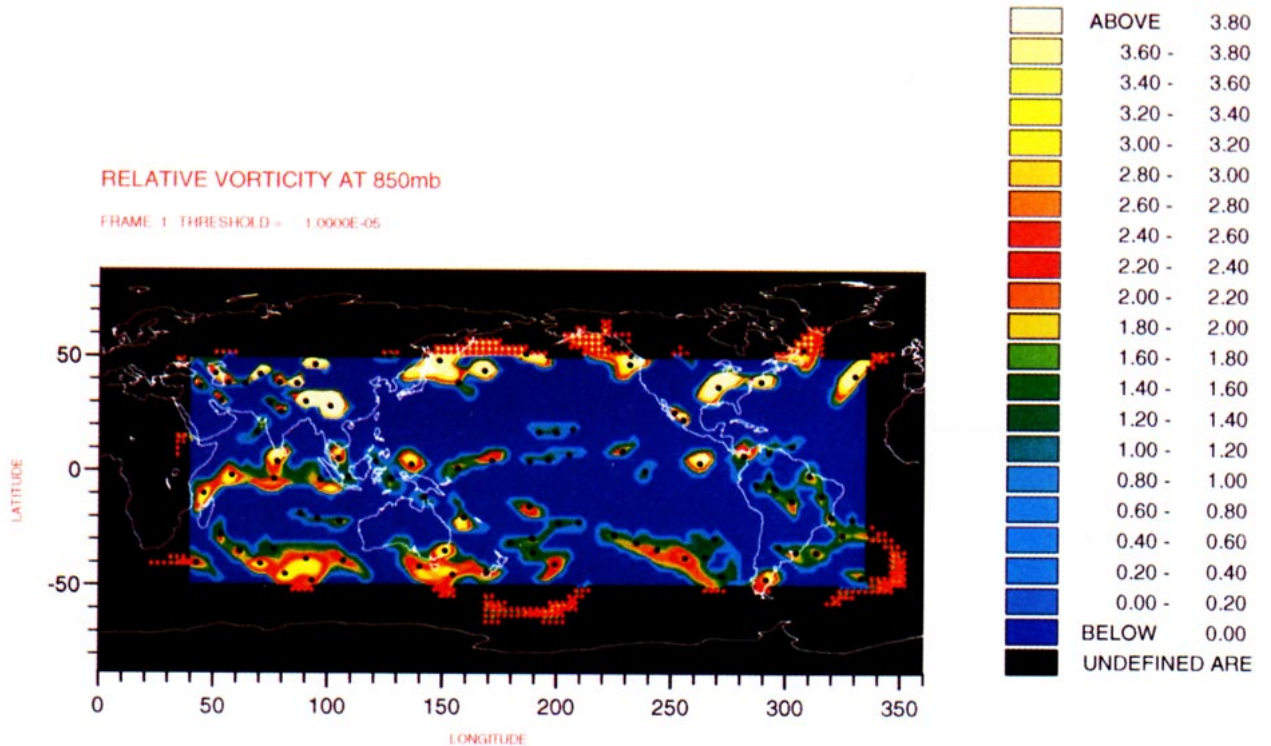 RELATIVE VORTICITY AT 850mb
FRAME 1 THRESHOLD = 1.0000E-05
LATITUDE
50
0
-50
0 50 100 150 200 250 300 350
LONGITUDE
ABOVE 3.80
3.60 - 3.80
3.40 - 3.60
3.20 - 3.40
3.00 - 3.20
2.80 - 3.00
2.60 - 2.80
2.40 - 2.60
2.20 - 2.40
2.00 - 2.20
1.80 - 2.00
1.60 - 1.80
1.40 - 1.60
1.20 - 1.40
1.00 - 1.20
0.80 - 1.00
0.60 - 0.80
0.40 - 0.60
0.20 - 0.40
0.00 - 0.20
BELOW 0.00
UNDEFINED ARE